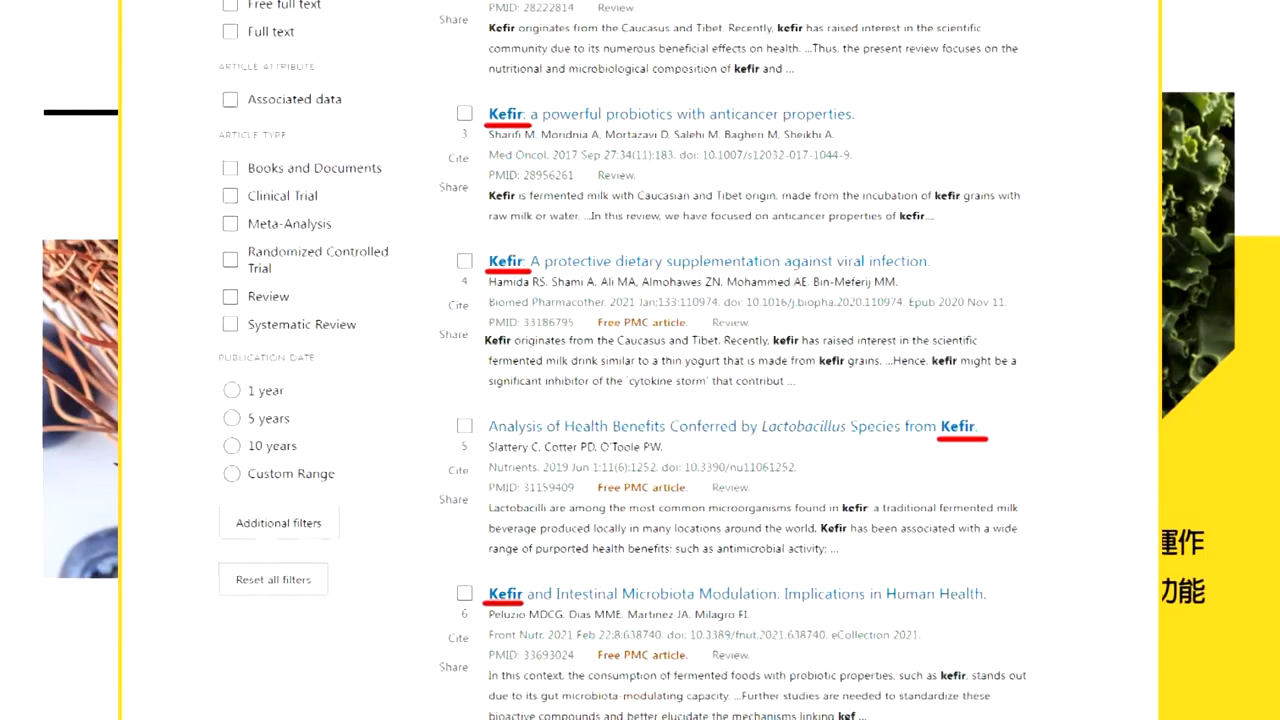 Free full text
Full text
ARTICLE ATTRIBUTE
Associated data
ARTICLE TYPE
Books and Documents
Clinical Trial
Meta-Analysis
Randomized Controlled
Trial
Review
Systematic Review
PUBLICATION DATE
1 year
5 years
10 years
Custom Range
Additional filters
Reset all filters
Share
PMID: 28222814 Review
Kefir originates from the Caucasus and Tibet. Recently, kefir has raised interest in the scientific
community due to its numerous beneficial effects on health. ...Thus, the present review focuses on the
nutritional and microbiological composition of kefir and ...
Kefir: a powerful probiotics with anticancer properties.
3
Cite
Share
Sharifi M, Moridnia A, Mortazavi D, Salehi M, Bagheri M, Sheikhi A.
Med Oncol. 2017 Sep 27;34(11):183. doi: 10.1007/s12032-017-1044-9.
PMID: 28956261 Review.
Kefir is fermented milk with Caucasian and Tibet origin, made from the incubation of kefir grains with
raw milk or water. ...In this review, we have focused on anticancer properties of kefir....
Kefir: A protective dietary supplementation against viral infection.
4
Cite
Share
Hamida RS, Shami A, Ali MA, Almohawes ZN, Mohammed AE, Bin-Meferij MM.
Biomed Pharmacother. 2021 Jan;133:110974. doi: 10.1016/j.biopha.2020.110974. Epub 2020 Nov 11.
PMID: 33186795 Free PMC article. Review.
Kefir originates from the Caucasus and Tibet. Recently, kefir has raised interest in the scientific
fermented milk drink similar to a thin yogurt that is made from kefir grains. ...Hence, kefir might be a
significant inhibitor of the 'cytokine storm' that contribut ...
Analysis of Health Benefits Conferred by Lactobacillus Species from Kefir.
5
Cite
Share
Slattery C, Cotter PD, O'Toole PW.
Nutrients. 2019 Jun 1;11(6):1252. doi: 10.3390/nu11061252.
PMID: 31159409 Free PMC article. Review.
Lactobacilli are among the most common microorganisms found in kefir; a traditional fermented milk
beverage produced locally in many locations around the world. Kefir has been associated with a wide
range of purported health benefits; such as antimicrobial activity; ...
Kefir and Intestinal Microbiota Modulation: Implications in Human Health.
6
Cite
Share
Peluzio MDCG, Dias MME, Martinez JA, Milagro FI.
Front Nutr. 2021 Feb 22;8:638740. doi: 10.3389/fnut.2021.638740. eCollection 2021.
PMID: 33693024 Free PMC article. Review.
In this context, the consumption of fermented foods with probiotic properties, such as kefir, stands out
due to its gut microbiota-modulating capacity. ...Further studies are needed to standardize these
bioactive compounds and better elucidate the mechanisms linking kef ...
運作
功能